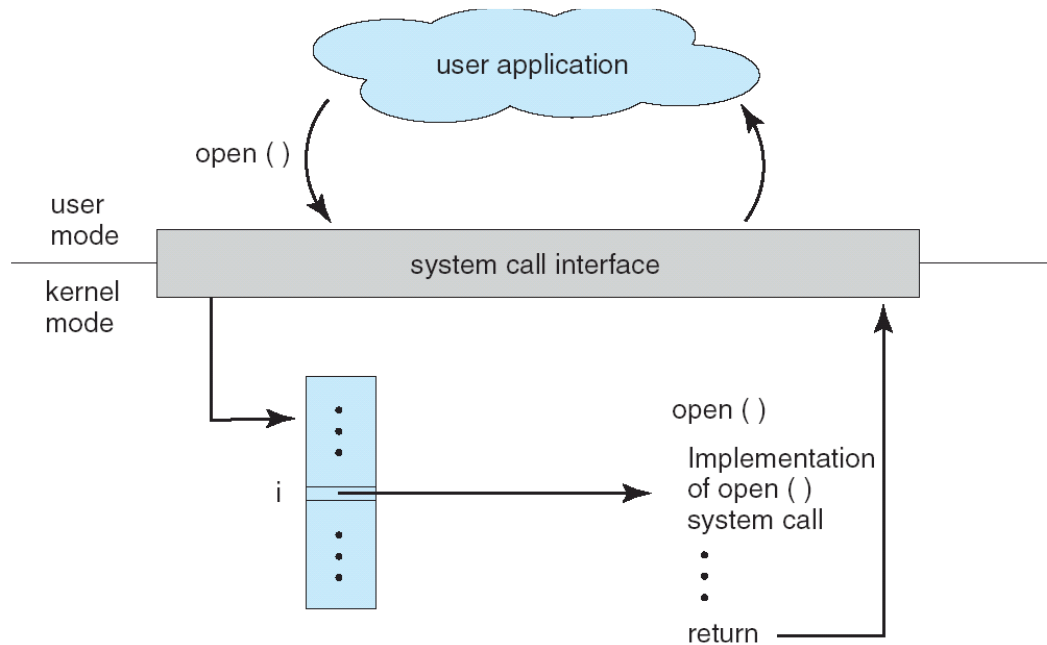 user application
open ( )
user
mode
system call interface
kernel
mode
open ( )
Implementation
i
of open ( )
system call
return